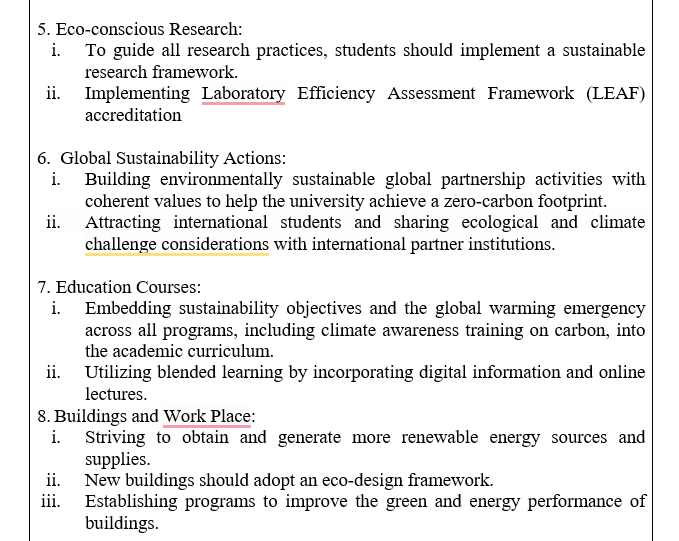 5. Eco-conscious Research:
i. To guide all research practices, students should implement a sustainable
research framework.
ii. Implementing Laboratory Efficiency Assessment Framework (LEAF)
accreditation
6. Global Sustainability Actions:
i. Building environmentally sustainable global partnership activities with
coherent values to help the university achieve a zero-carbon footprint.
ii. Attracting international students and sharing ecological and climate
challenge considerations with international partner institutions.
7. Education Courses:
i. Embedding sustainability objectives and the global warming emergency
across all programs, including climate awareness training on carbon, into
the academic curriculum.
ii. Utilizing blended learning by incorporating digital information and online
lectures.
8. Buildings and Work Place:
i. Striving to obtain and generate more renewable energy sources and
supplies.
ii. New buildings should adopt an eco-design framework.
iii. Establishing programs to improve the green and energy performance of
buildings.